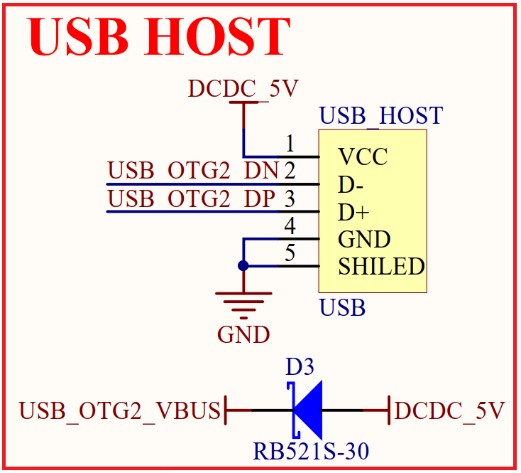 USB HOST
DCDC_5V
USB_HOST
1 VCC
USB_OTG2_DN 2 D-
USB_OTG2_DP 3 D+
4 GND
5 SHILED
USB
GND
D3
USB_OTG2_VBUS DCDC_5V
RB521S-30